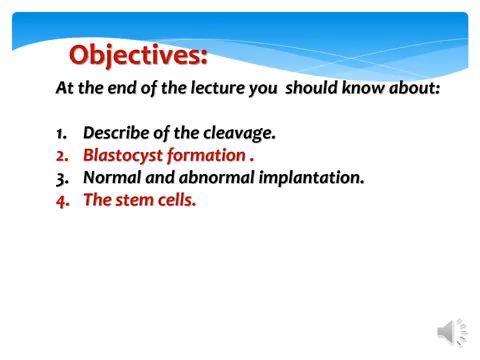 Objectives:
At the end of the lecture you should know about:
1. Describe of the cleavage.
2. Blastocyst formation .
3. Normal and abnormal implantation.
4. The stem cells.